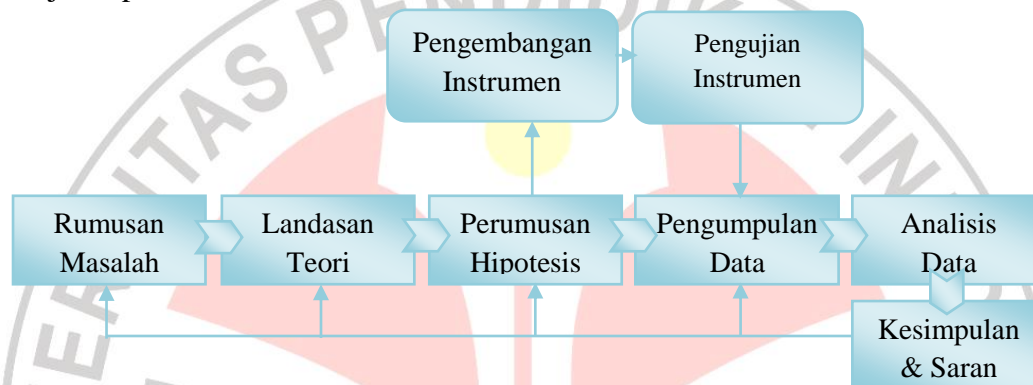 Pengembangan
Instrumen
Pengujian
Instrumen
Rumusan
Masalah
Landasan
Teori
Perumusan
Hipotesis
Pengumpulan
Data
Analisis
Data
Kesimpulan
& Saran